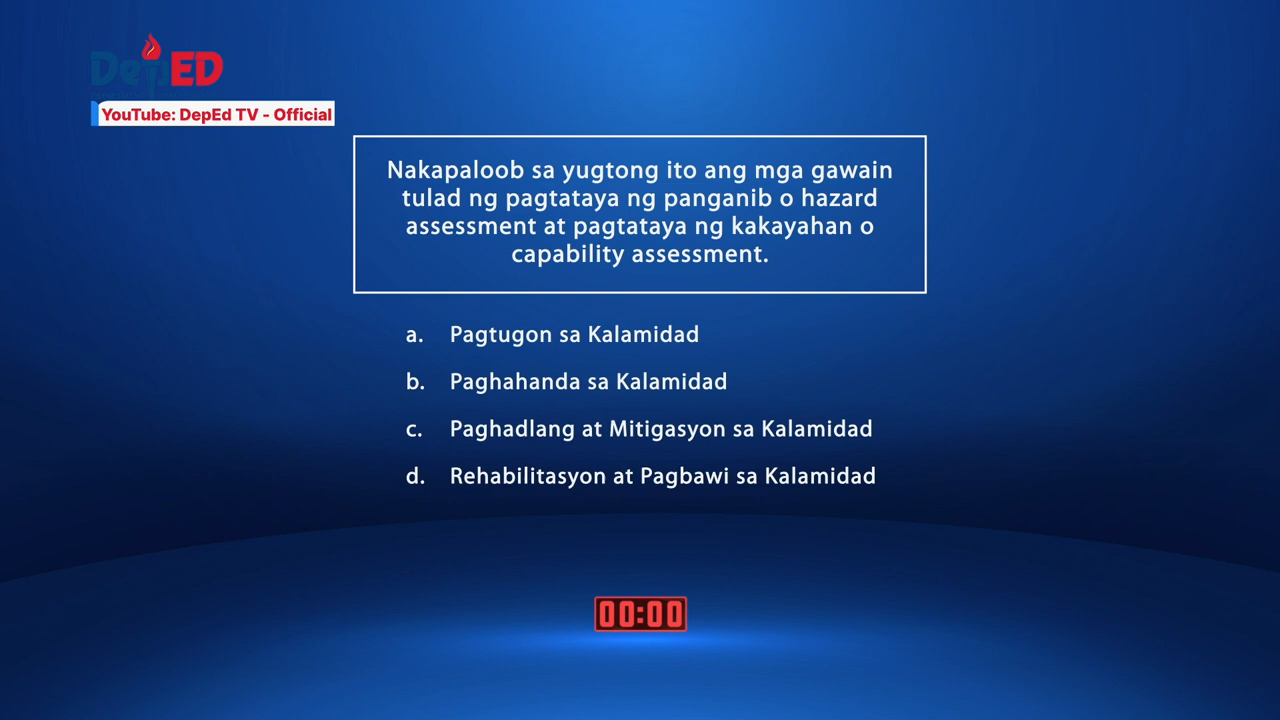 DepED
YouTube: DepEd TV - Official
Nakapaloob sa yugtong ito ang mga gawain
tulad ng pagtataya ng panganib o hazard
assessment at pagtataya ng kakayahan o
capability assessment.
a. Pagtugon sa Kalamidad
b. Paghahanda sa Kalamidad
c. Paghadlang at Mitigasyon sa Kalamidad
d. Rehabilitasyon at Pagbawi sa Kalamidad
00:00